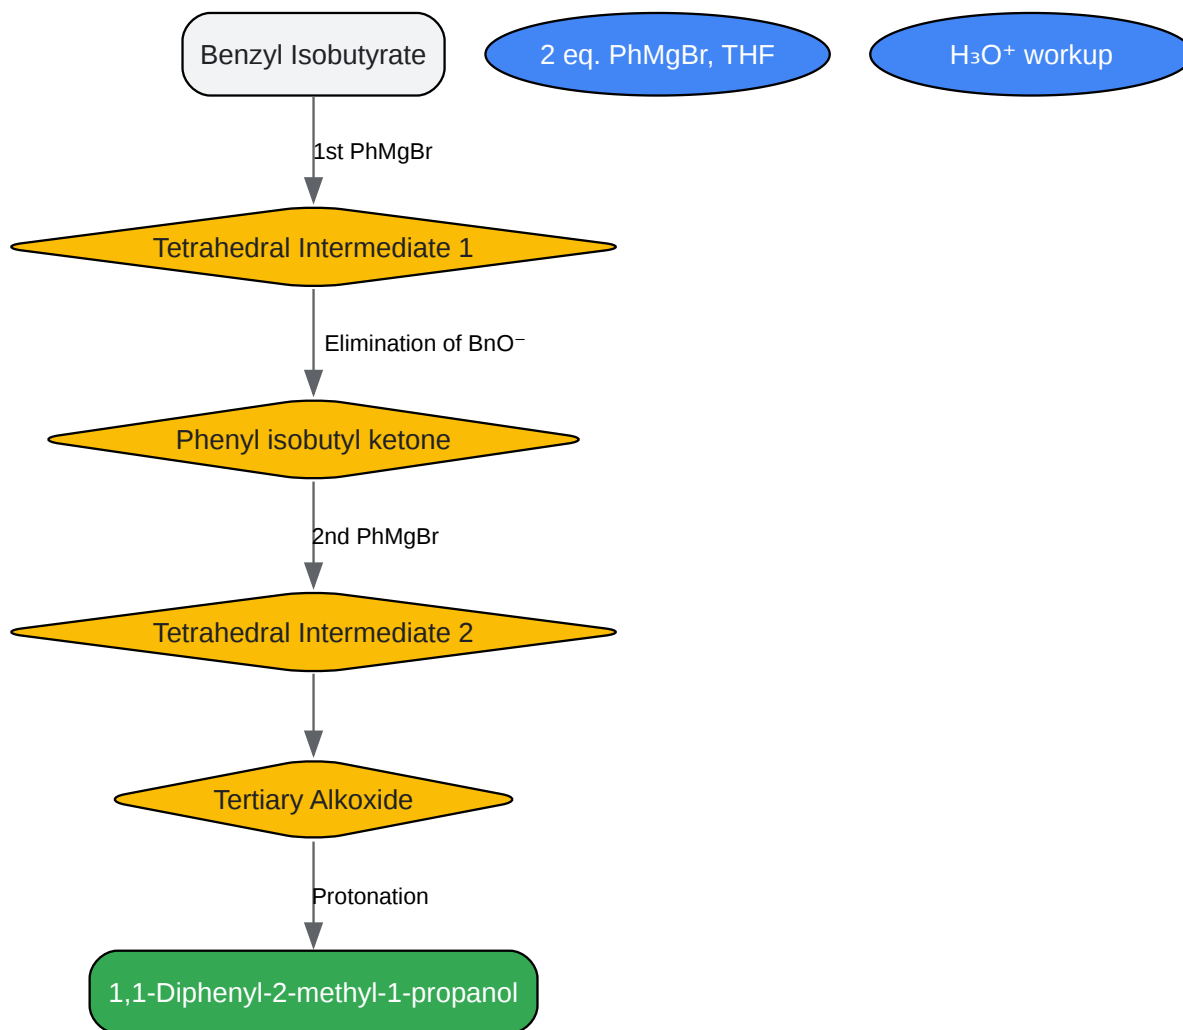 Benzyl Isobutyrate
2 eq. PhMgBr, THF
H₃O⁺ workup
1st PhMgBr
Tetrahedral Intermediate 1
Elimination of BnO⁻
Phenyl isobutyl ketone
2nd PhMgBr
Tetrahedral Intermediate 2
Tertiary Alkoxide
Protonation
1,1-Diphenyl-2-methyl-1-propanol